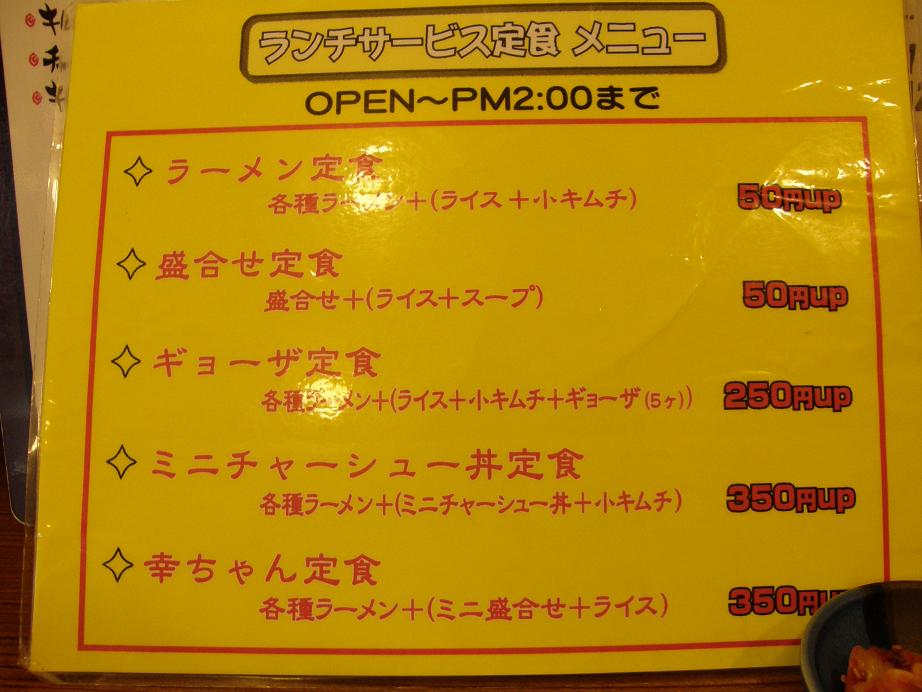 ランチサービス定食 メニュー
OPEN～PM2:00まで
ラーメン定食
各種ラーメン＋(ライス＋小キムチ) 50円up
盛合せ定食
盛合せ＋(ライス＋スープ) 50円up
ギョーザ定食
各種ラーメン＋(ライス＋小キムチ＋ギョーザ(5ヶ)) 250円up
ミニチャーシュー丼定食
各種ラーメン＋(ミニチャーシュー丼＋小キムチ) 350円up
幸ちゃん定食
各種ラーメン＋(ミニ盛合せ＋ライス) 350円